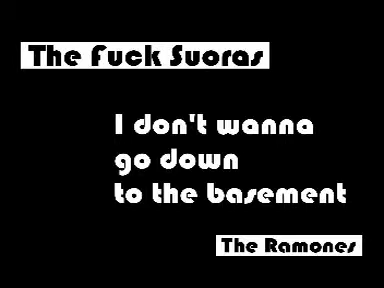 The Fuck Suoras
I don't wanna
go down
to the basement
The Ramones